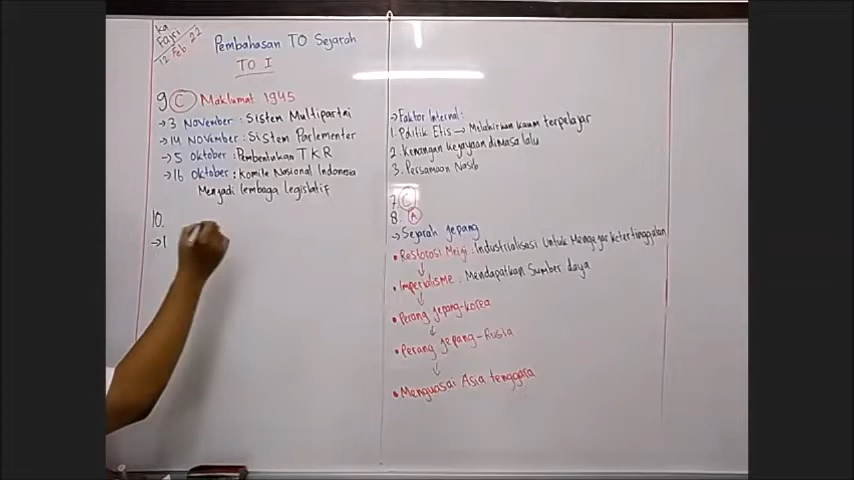 Ka
Fajri
12 Feb 22
Pembahasan TO Sejarah
TO I
9 C Maklumat 1945
→ 3 November : Sistem Multipartai
→ 14 November : Sistem Parlementer
→ 5 Oktober : Pembentukan TKR
→ 16 Oktober : Komite Nasional Indonesia
Menjadi lembaga legislatif
10.
→ 1
→ Faktor Internal :
1. Politik Etis → Melahirkan kaum terpelajar
2. Kenangan kejayaan dimasa lalu
3. Persamaan Nasib
7 C
8 A
→ Sejarah Jepang
• Restorasi Meiji : Industrialisasi Untuk Mengejar ketertinggalan
↓
• Imperialisme : Mendapatkan Sumber daya
↓
• Perang Jepang-Korea
↓
• Perang Jepang-Rusia
↓
• Menguasai Asia tenggara